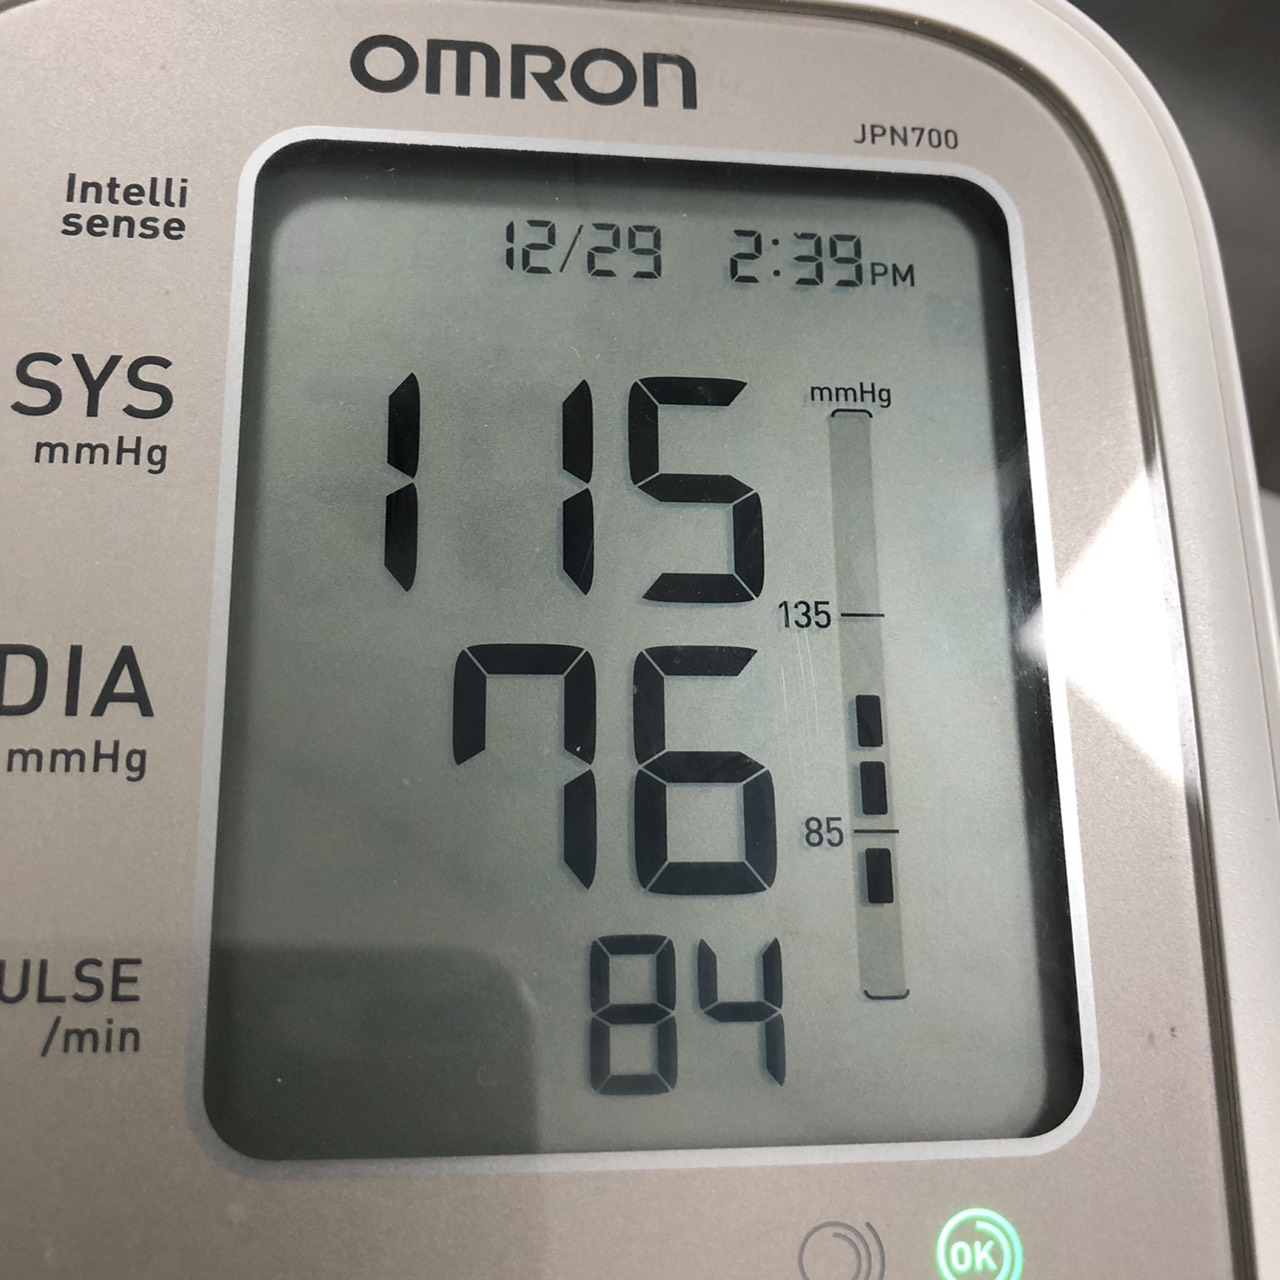 OMRON
JPN700
Intelli
sense
12/29 2:39PM
SYS
mmHg
115
mmHg
135
DIA
mmHg
76
85
ULSE
/min
84
OK